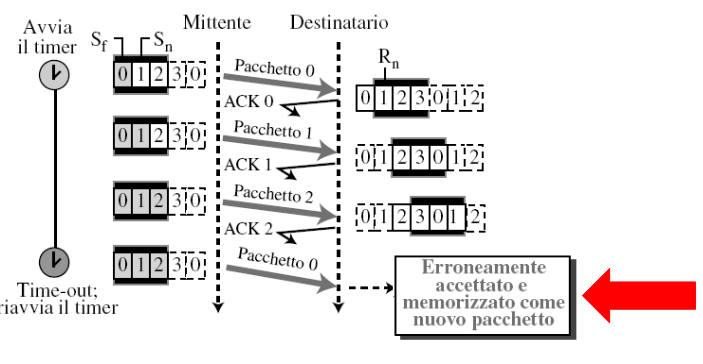 Avvia
il timer
Mittente
Destinatario
Sf
Sn
0 1 2 3 0
Pacchetto 0
Rn
0 1 2 3 0 1 2
ACK 0
0 1 2 3 0
Pacchetto 1
0 1 2 3 0 1 2
ACK 1
0 1 2 3 0
Pacchetto 2
0 1 2 3 0 1 2
ACK 2
0 1 2 3 0
Pacchetto 0
Time-out;
riavvia il timer
Erroneamente
accettato e
memorizzato come
nuovo pacchetto